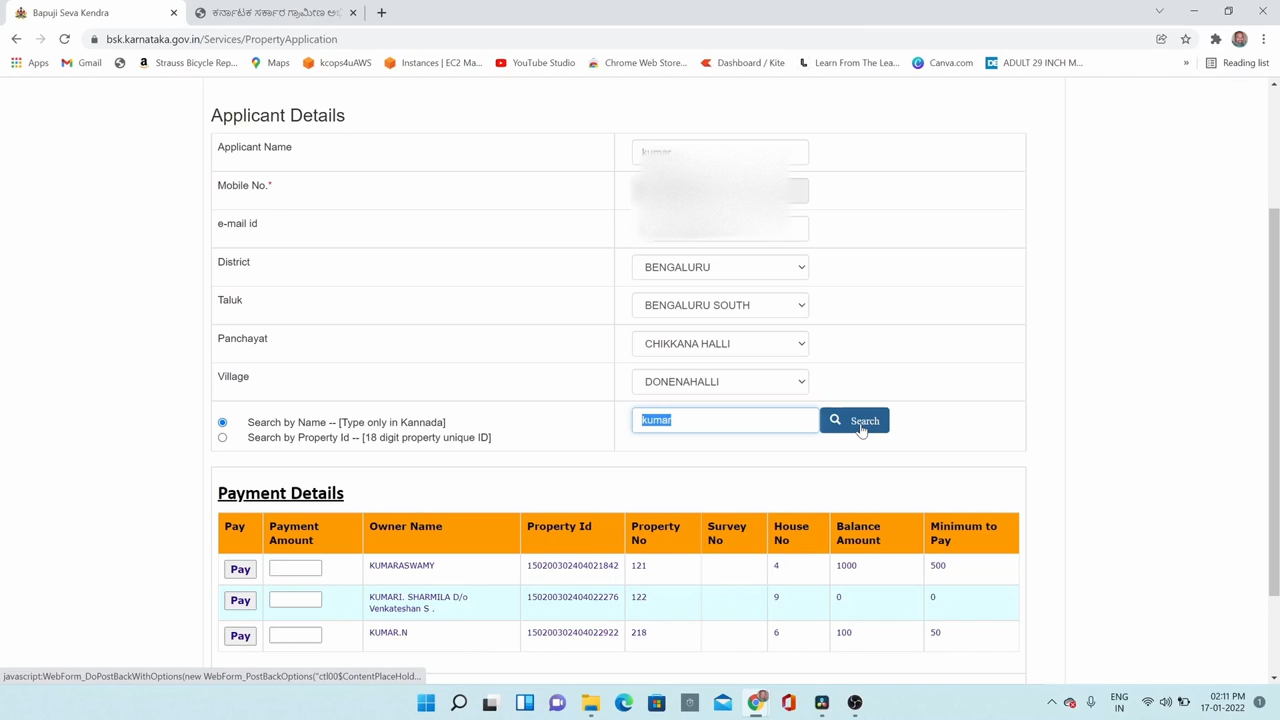 Bapuji Seva Kendra
ಕರ್ನಾಟಕ ಸರ್ಕಾರ ಗ್ರಾಮೀಣ
bsk.karnataka.gov.in/Services/PropertyApplication
Apps Gmail Strauss Bicycle Rep... Maps kcops4uAWS Instances | EC2 Ma... YouTube Studio Chrome Web Store... Dashboard / Kite Learn From The Lea... Canva.com DE ADULT 29 INCH M... » Reading list
Applicant Details
Applicant Name kumar
Mobile No.*
e-mail id
District BENGALURU
Taluk BENGALURU SOUTH
Panchayat CHIKKANA HALLI
Village DONENAHALLI
Search by Name -- [Type only in Kannada] kumar Search
Search by Property Id -- [18 digit property unique ID]
Payment Details
Pay Payment Amount Owner Name Property Id Property No Survey No House No Balance Amount Minimum to Pay
Pay KUMARASWAMY 150200302404021842 121 4 1000 500
Pay KUMARI. SHARMILA D/o Venkateshan S . 150200302404022276 122 9 0 0
Pay KUMAR.N 150200302404022922 218 6 100 50
javascript:WebForm_DoPostBackWithOptions(new WebForm_PostBackOptions("ctl00$ContentPlaceHold...
ENG IN 02:11 PM 17-01-2022 1